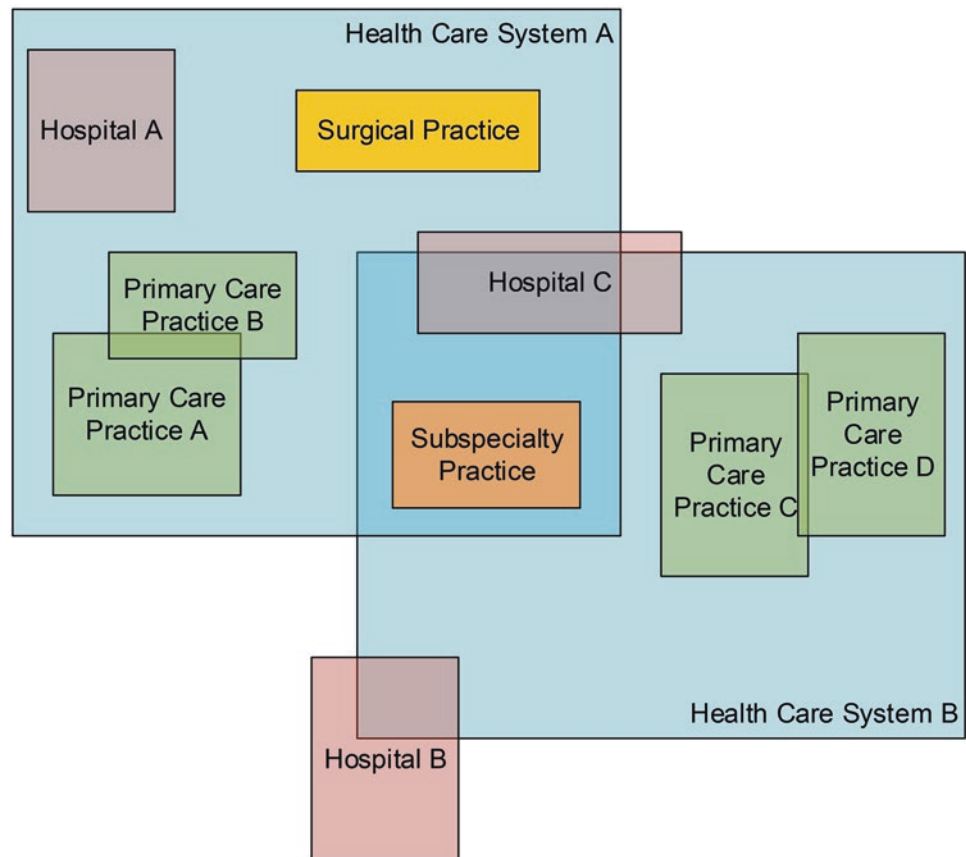 Health Care System A
Hospital A
Surgical Practice
Primary Care
Practice B
Hospital C
Primary Care
Practice A
Subspecialty
Practice
Primary
Care
Practice C
Primary
Care
Practice D
Health Care System B
Hospital B